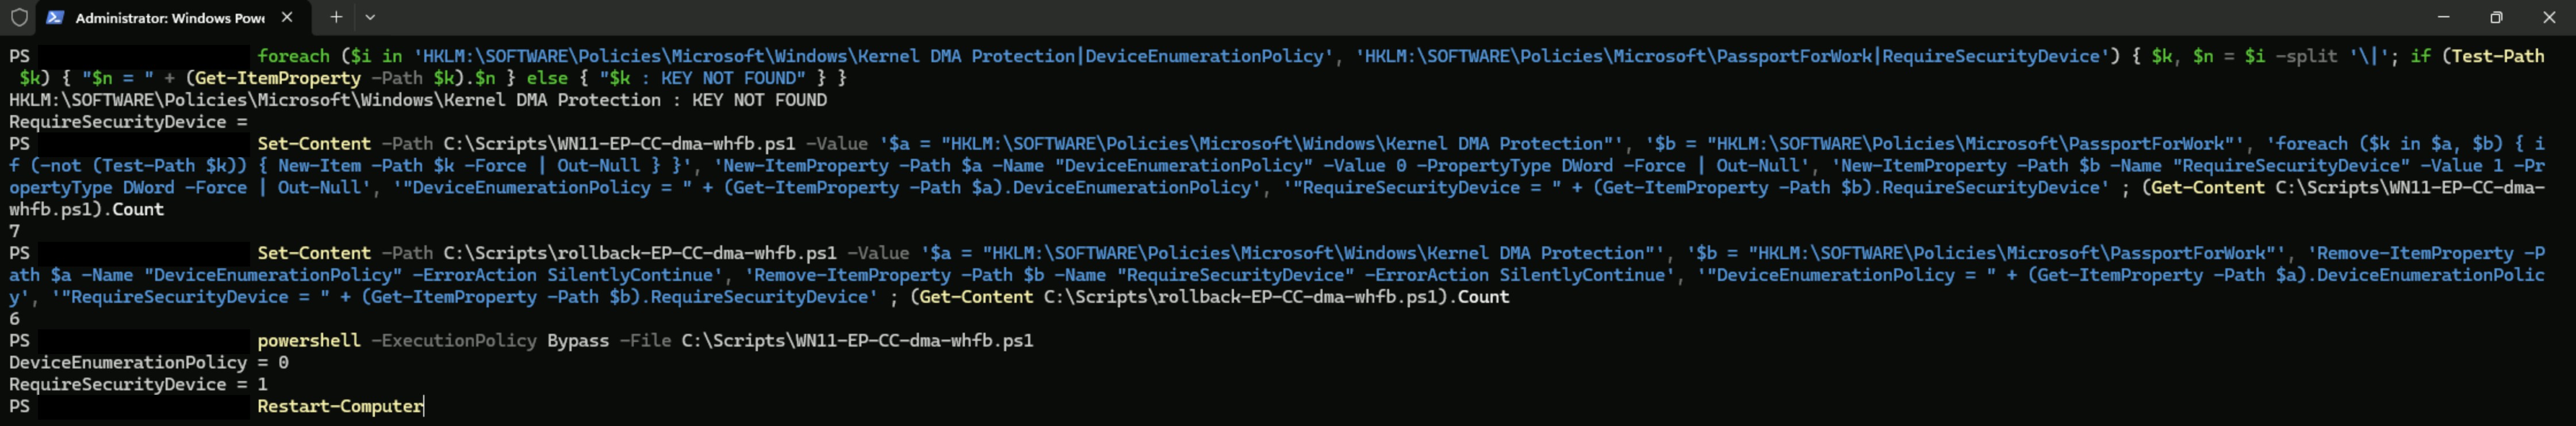 Administrator: Windows Powe
PS foreach ($i in 'HKLM:\SOFTWARE\Policies\Microsoft\Windows\Kernel DMA Protection|DeviceEnumerationPolicy', 'HKLM:\SOFTWARE\Policies\Microsoft\PassportForWork|RequireSecurityDevice') { $k, $n = $i -split '\|'; if (Test-Path
$k) { "$n = " + (Get-ItemProperty -Path $k).$n } else { "$k : KEY NOT FOUND" } }
HKLM:\SOFTWARE\Policies\Microsoft\Windows\Kernel DMA Protection : KEY NOT FOUND
RequireSecurityDevice =
PS Set-Content -Path C:\Scripts\WN11-EP-CC-dma-whfb.ps1 -Value '$a = "HKLM:\SOFTWARE\Policies\Microsoft\Windows\Kernel DMA Protection"', '$b = "HKLM:\SOFTWARE\Policies\Microsoft\PassportForWork"', 'foreach ($k in $a, $b) { i
f (-not (Test-Path $k)) { New-Item -Path $k -Force | Out-Null } }', 'New-ItemProperty -Path $a -Name "DeviceEnumerationPolicy" -Value 0 -PropertyType DWord -Force | Out-Null', 'New-ItemProperty -Path $b -Name "RequireSecurityDevice" -Value 1 -Pr
opertyType DWord -Force | Out-Null', '"DeviceEnumerationPolicy = " + (Get-ItemProperty -Path $a).DeviceEnumerationPolicy', '"RequireSecurityDevice = " + (Get-ItemProperty -Path $b).RequireSecurityDevice' ; (Get-Content C:\Scripts\WN11-EP-CC-dma-
whfb.ps1).Count
7
PS Set-Content -Path C:\Scripts\rollback-EP-CC-dma-whfb.ps1 -Value '$a = "HKLM:\SOFTWARE\Policies\Microsoft\Windows\Kernel DMA Protection"', '$b = "HKLM:\SOFTWARE\Policies\Microsoft\PassportForWork"', 'Remove-ItemProperty -P
ath $a -Name "DeviceEnumerationPolicy" -ErrorAction SilentlyContinue', 'Remove-ItemProperty -Path $b -Name "RequireSecurityDevice" -ErrorAction SilentlyContinue', '"DeviceEnumerationPolicy = " + (Get-ItemProperty -Path $a).DeviceEnumerationPolic
y', '"RequireSecurityDevice = " + (Get-ItemProperty -Path $b).RequireSecurityDevice' ; (Get-Content C:\Scripts\rollback-EP-CC-dma-whfb.ps1).Count
6
PS powershell -ExecutionPolicy Bypass -File C:\Scripts\WN11-EP-CC-dma-whfb.ps1
DeviceEnumerationPolicy = 0
RequireSecurityDevice = 1
PS Restart-Computer